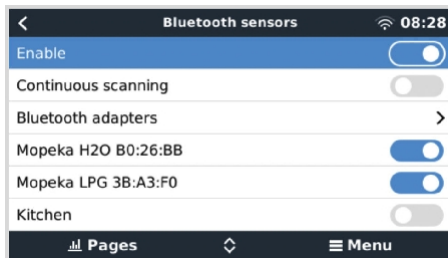 Bluetooth sensors 08:28
Enable
Continuous scanning
Bluetooth adapters
Mopeka H2O B0:26:BB
Mopeka LPG 3B:A3:F0
Kitchen
Pages Menu